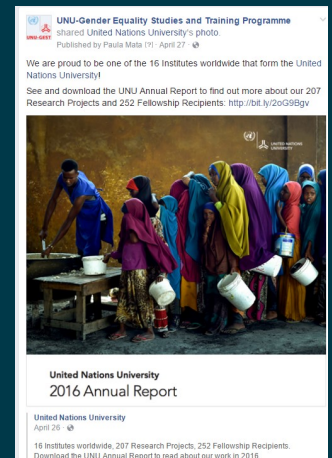 UNU-Gender Equality Studies and Training Programme
shared United Nations University's photo.
Published by Paula Mata [?] · April 27 ·
UNU-GEST
We are proud to be one of the 16 Institutes worldwide that form the United
Nations University!
See and download the UNU Annual Report to find out more about our 207
Research Projects and 252 Fellowship Recipients: http://bit.ly/2oG9Bgv
UNITED NATIONS
UNIVERSITY
United Nations University
2016 Annual Report
United Nations University
April 26 ·
16 Institutes worldwide, 207 Research Projects, 252 Fellowship Recipients.
Download the UNU Annual Report to read about our work in 2016.